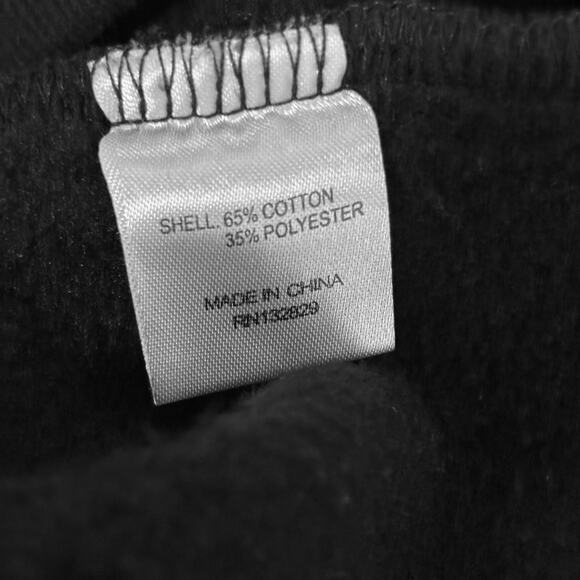 SHELL. 65% COTTON
35% POLYESTER
MADE IN CHINA
RN132829